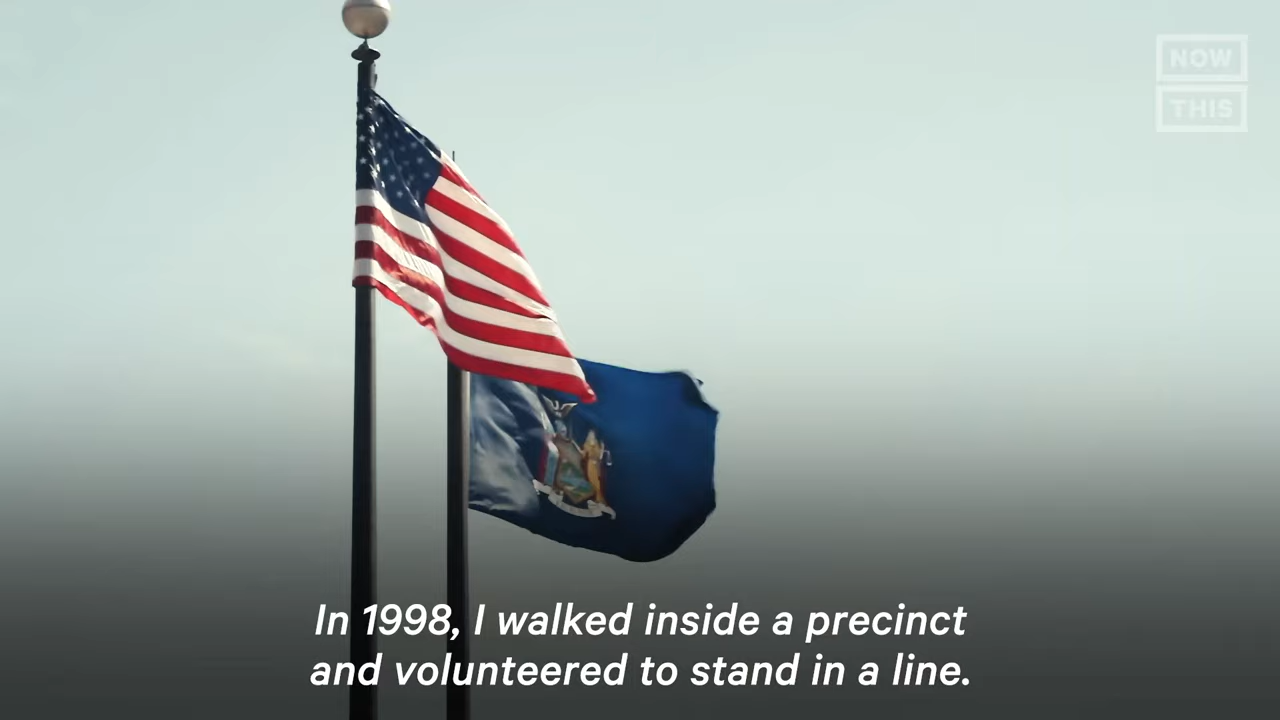 NOW
THIS
In 1998, I walked inside a precinct
and volunteered to stand in a line.